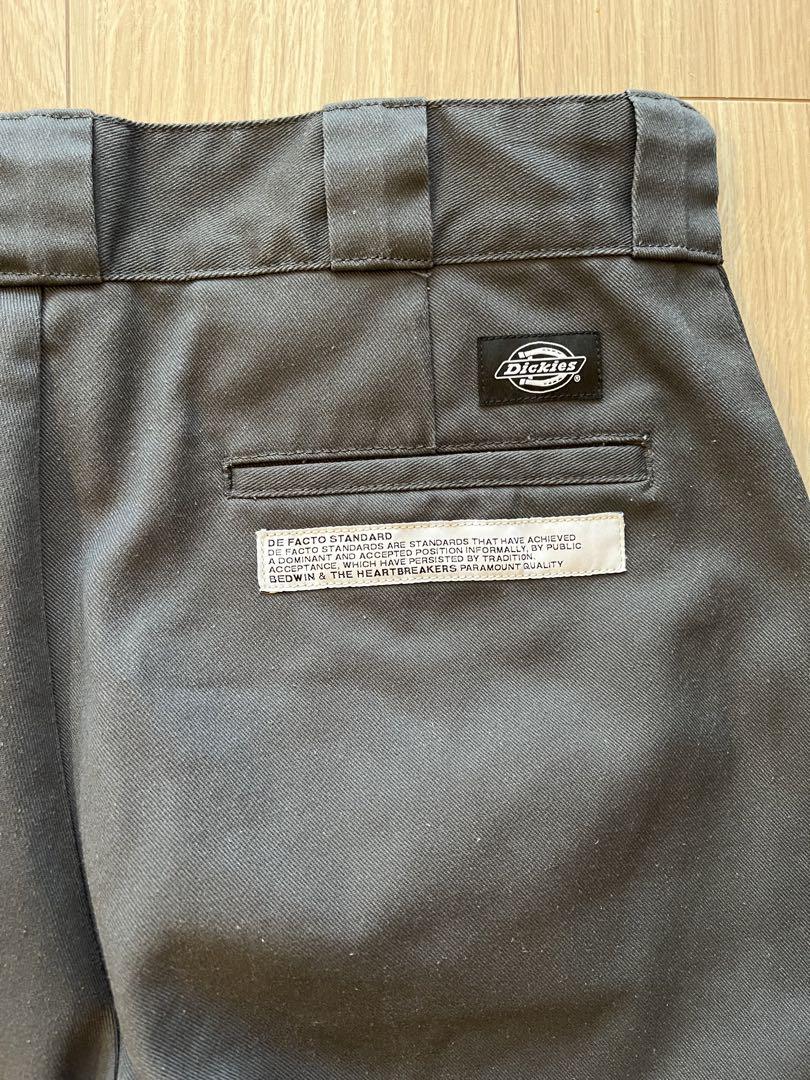 Dickies
®
DE FACTO STANDARD
DE FACTO STANDARDS ARE STANDARDS THAT HAVE ACHIEVED
A DOMINANT AND ACCEPTED POSITION INFORMALLY, BY PUBLIC
ACCEPTANCE, WHICH HAVE PERSISTED BY TRADITION.
BEDWIN & THE HEARTBREAKERS PARAMOUNT QUALITY